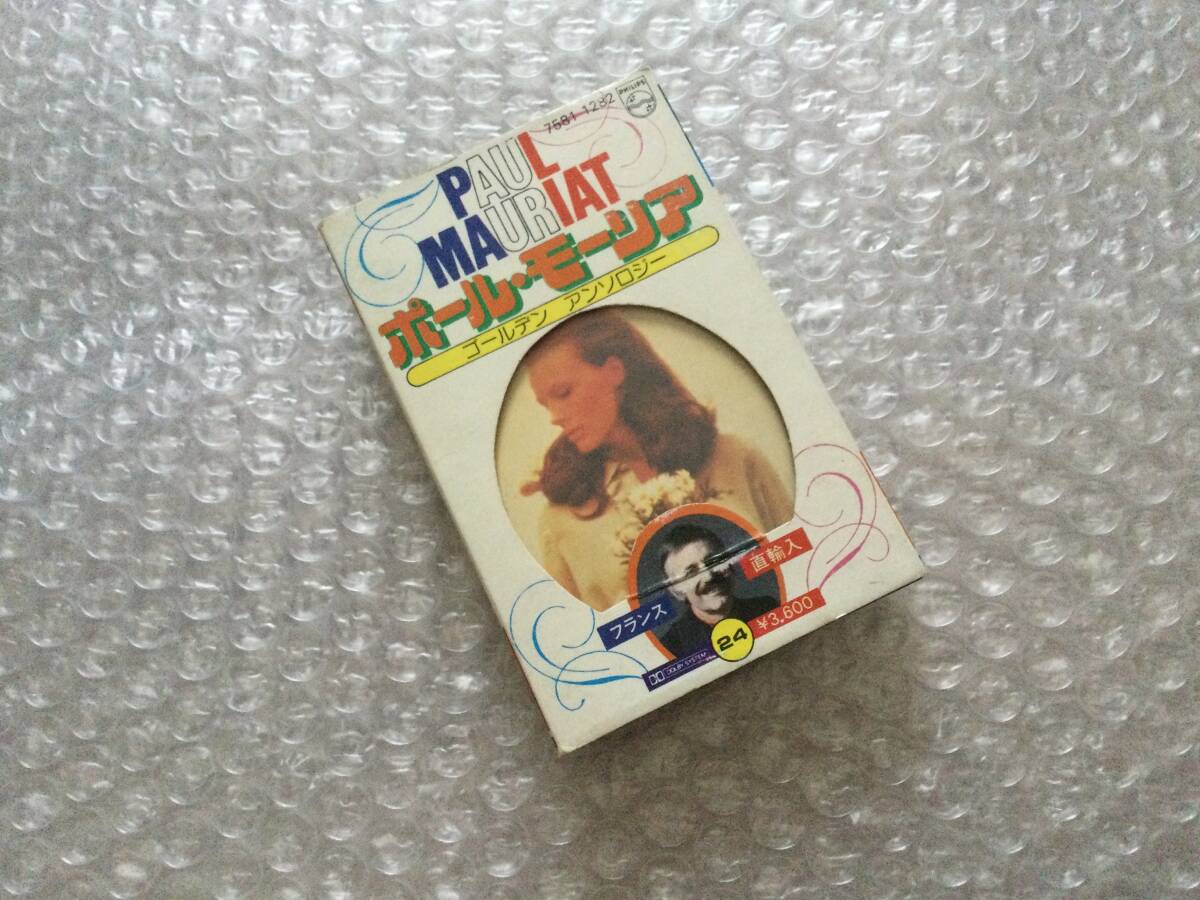 7581 1282
PHILIPS
PAUL
MAURIAT
ポール・モーリア
ゴールデン アンソロジー
直輸入
フランス
¥3,600
24
DOLBY SYSTEM